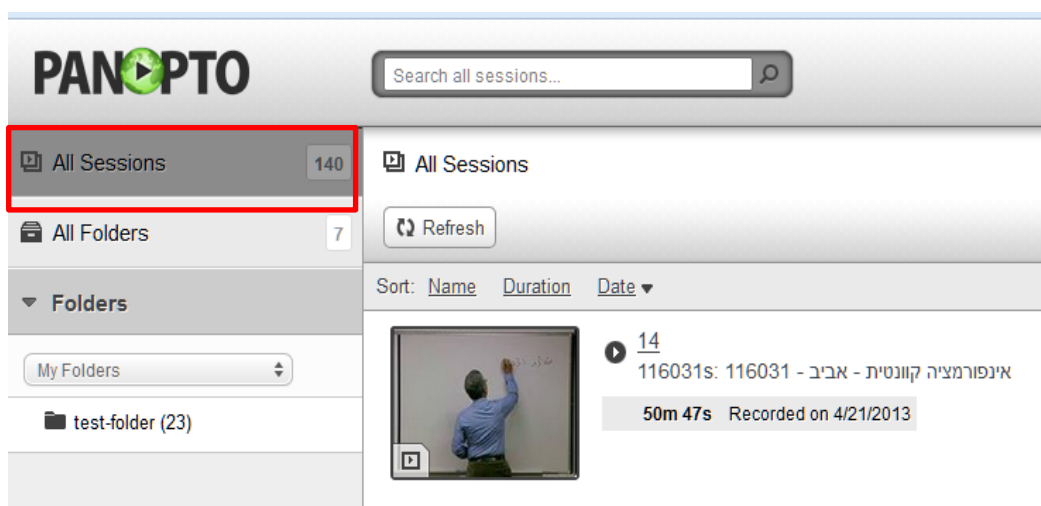 PANOPTO
Search all sessions...
All Sessions 140
All Folders 7
Folders
My Folders
test-folder (23)
All Sessions
Refresh
Sort: Name Duration Date
14
116031s: 116031 - אינפורמציה קוונטית - אביב
50m 47s Recorded on 4/21/2013